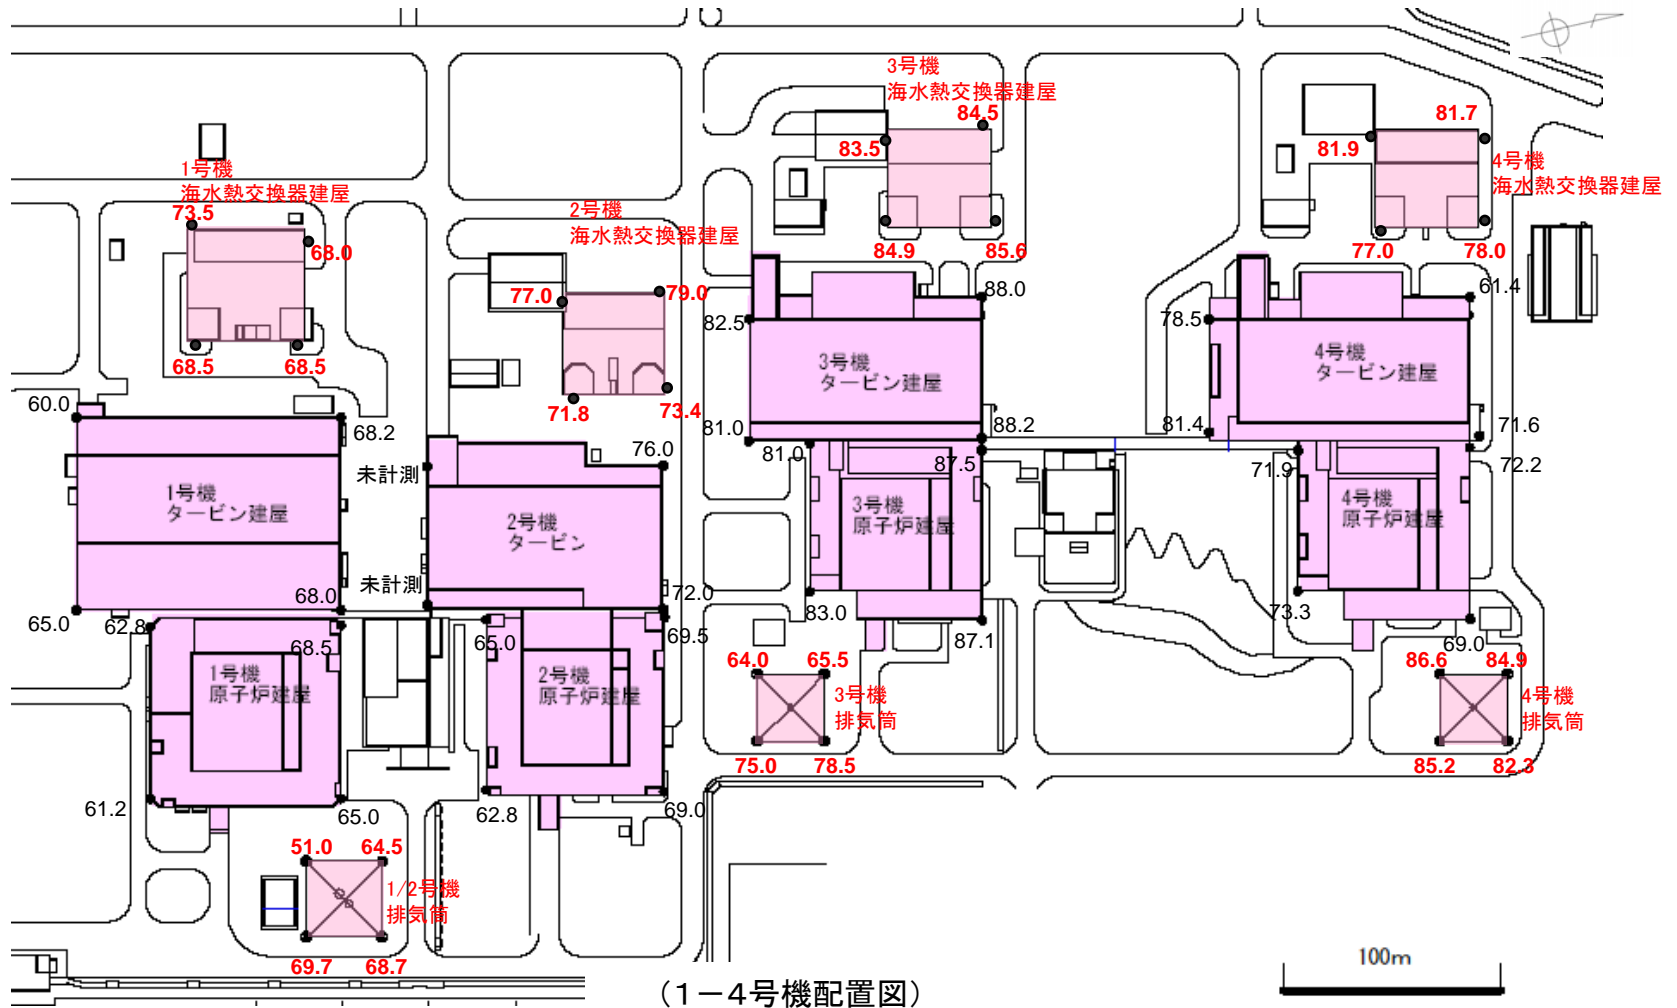 3号機
海水熱交換器建屋
84.5
83.5
84.9
85.6
81.7
81.9
4号機
海水熱交換器建屋
77.0
78.0
1号機
海水熱交換器建屋
73.5
68.0
68.5
68.5
2号機
海水熱交換器建屋
77.0
79.0
71.8
73.4
88.0
82.5
3号機
タービン建屋
81.0
88.2
61.4
78.5
4号機
タービン建屋
81.4
71.6
60.0
68.2
1号機
タービン建屋
65.0
68.0
76.0
未計測
2号機
タービン
未計測
72.0
81.0
87.5
3号機
原子炉建屋
83.0
87.1
71.9
72.2
4号機
原子炉建屋
73.3
69.0
62.8
68.5
1号機
原子炉建屋
61.2
65.0
65.0
69.5
2号機
原子炉建屋
62.8
69.0
64.0
65.5
3号機
排気筒
75.0
78.5
86.6
84.9
4号機
排気筒
85.2
82.3
51.0
64.5
1/2号機
排気筒
69.7
68.7
(1-4号機配置図)
100m